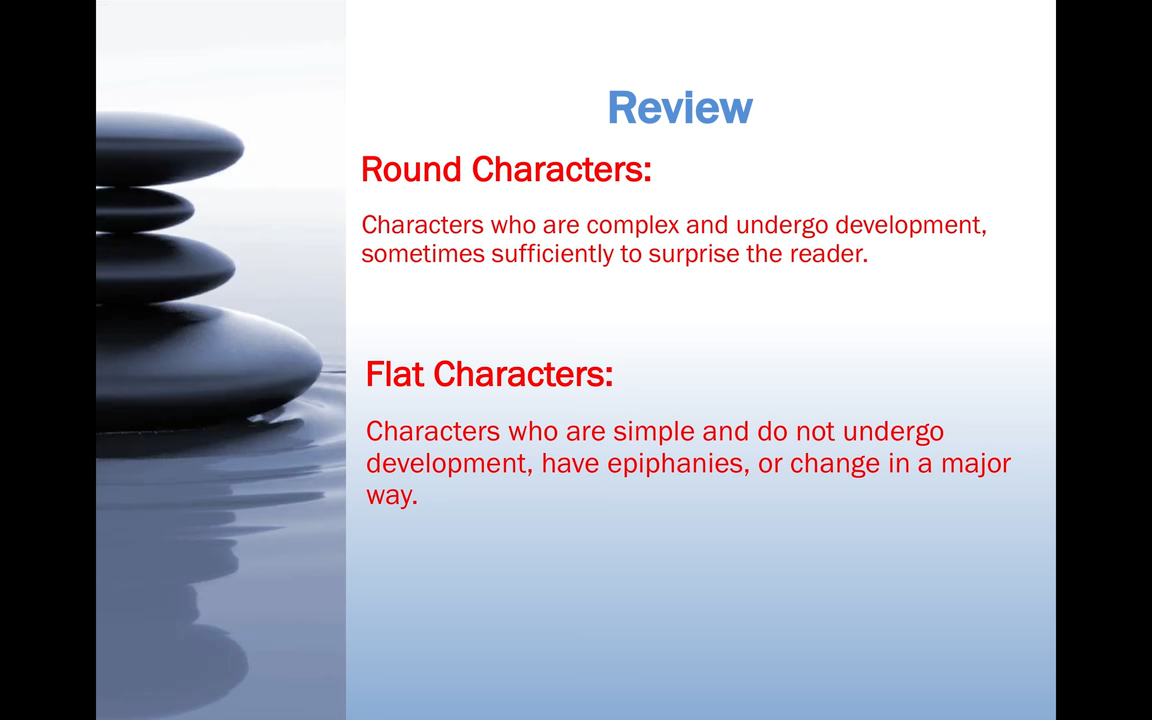 Review
Round Characters:
Characters who are complex and undergo development,
sometimes sufficiently to surprise the reader.
Flat Characters:
Characters who are simple and do not undergo
development, have epiphanies, or change in a major
way.